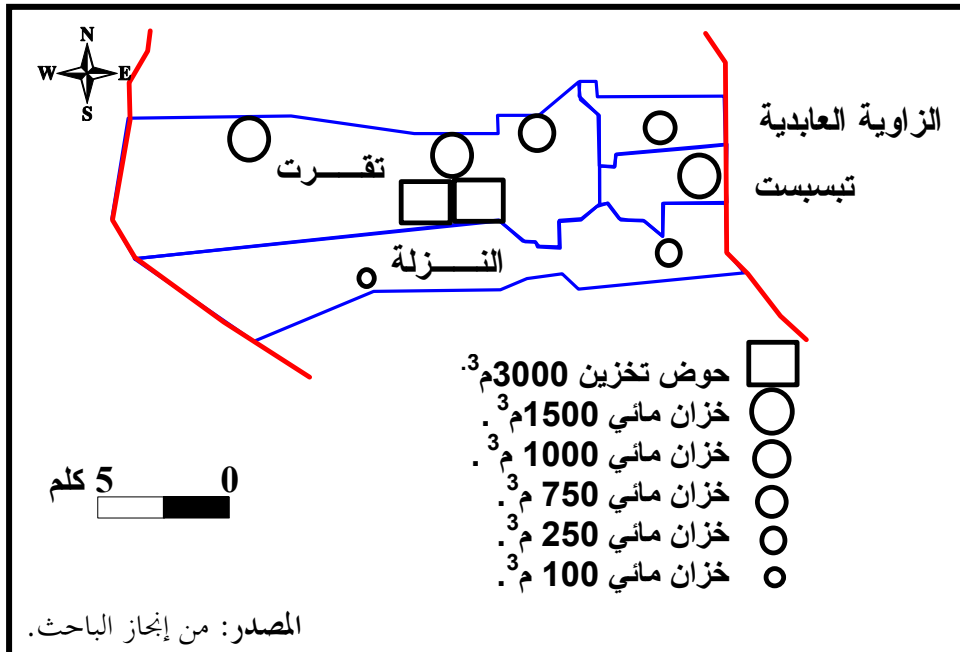 N
W E
S
الزاوية العابدية
تقـــرت
تبسبست
النـــــزلة
حوض تخزين 3000م³.
خزان مائي 1500م³.
خزان مائي 1000 م³.
خزان مائي 750 م³.
خزان مائي 250 م³.
خزان مائي 100 م³.
0 5 كلم
المصدر: من إنجاز الباحث.